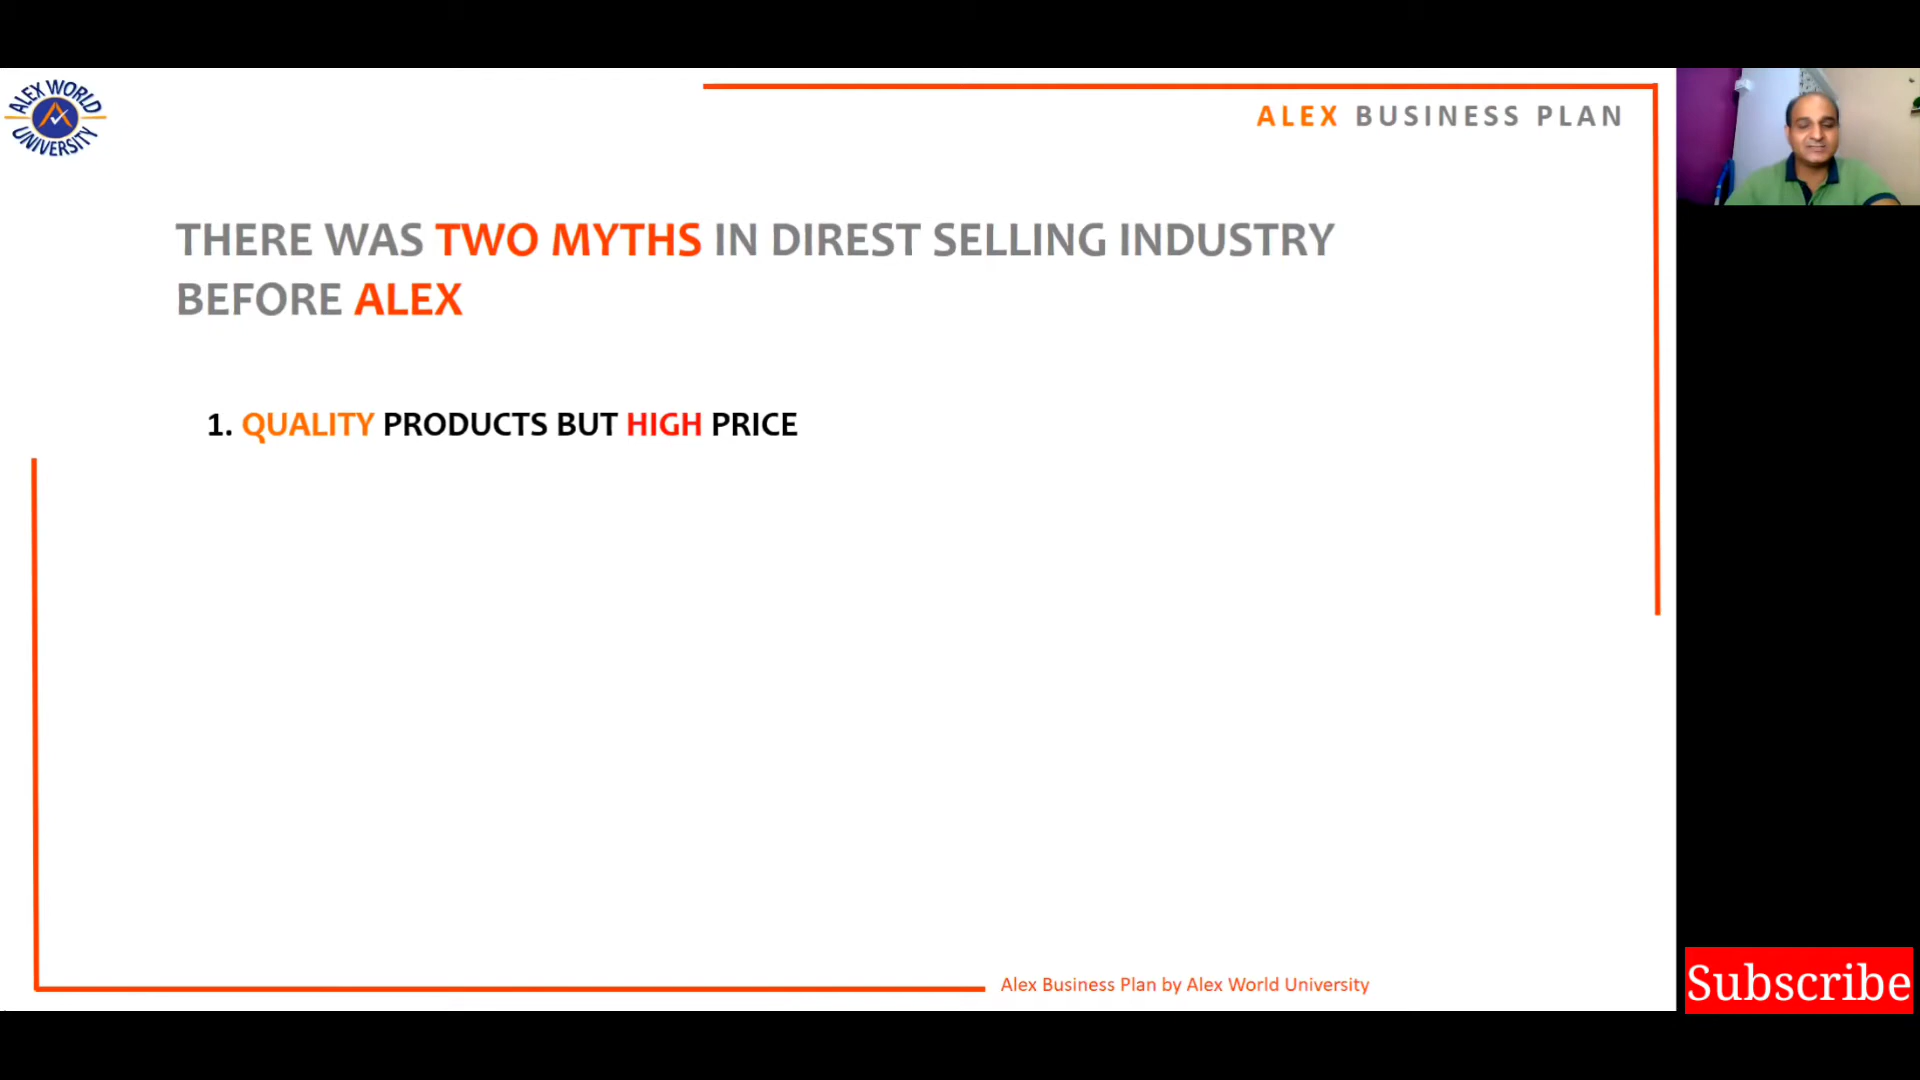 ALEX WORLD
UNIVERSITY
ALEX BUSINESS PLAN
THERE WAS TWO MYTHS IN DIREST SELLING INDUSTRY
BEFORE ALEX
1. QUALITY PRODUCTS BUT HIGH PRICE
Alex Business Plan by Alex World University
Subscribe